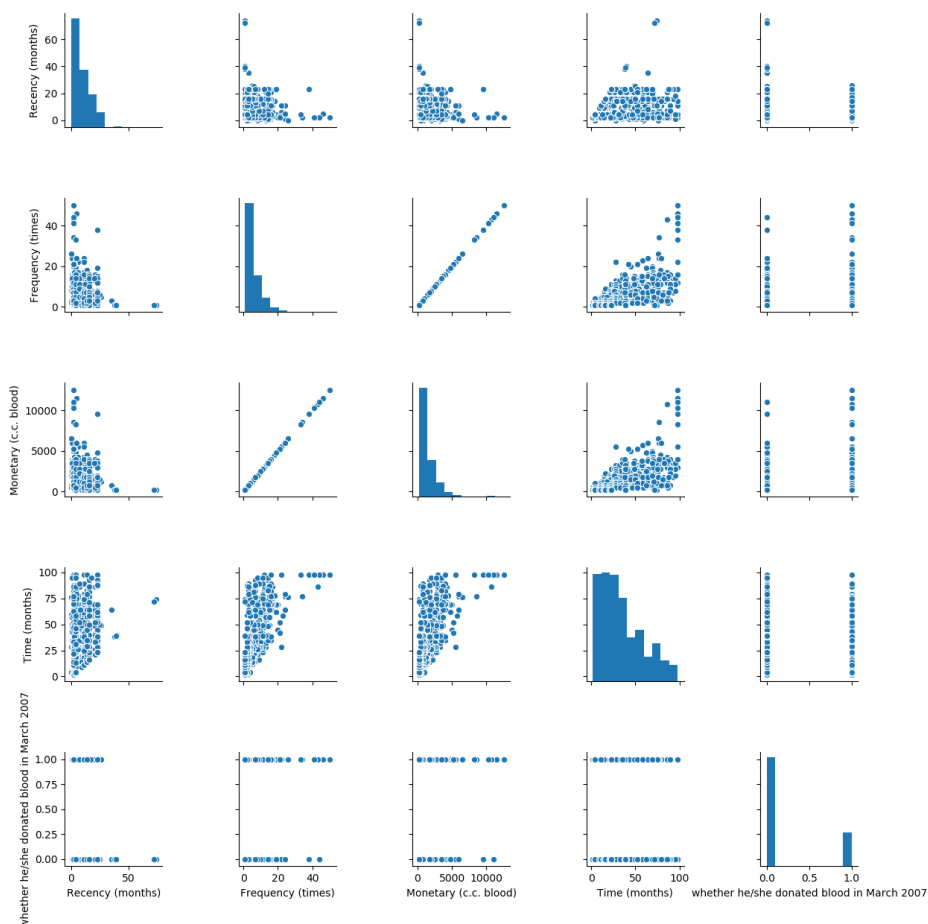 Recency (months)
60
40
20
0
Frequency (times)
40
20
0
Monetary (c.c. blood)
10000
5000
0
Time (months)
100
75
50
25
0
whether he/she donated blood in March 2007
1.00
0.75
0.50
0.25
0.00
0 50
0 20 40
0 5000 10000
0 50 100
0.0 0.5 1.0
Recency (months) Frequency (times) Monetary (c.c. blood) Time (months) whether he/she donated blood in March 2007